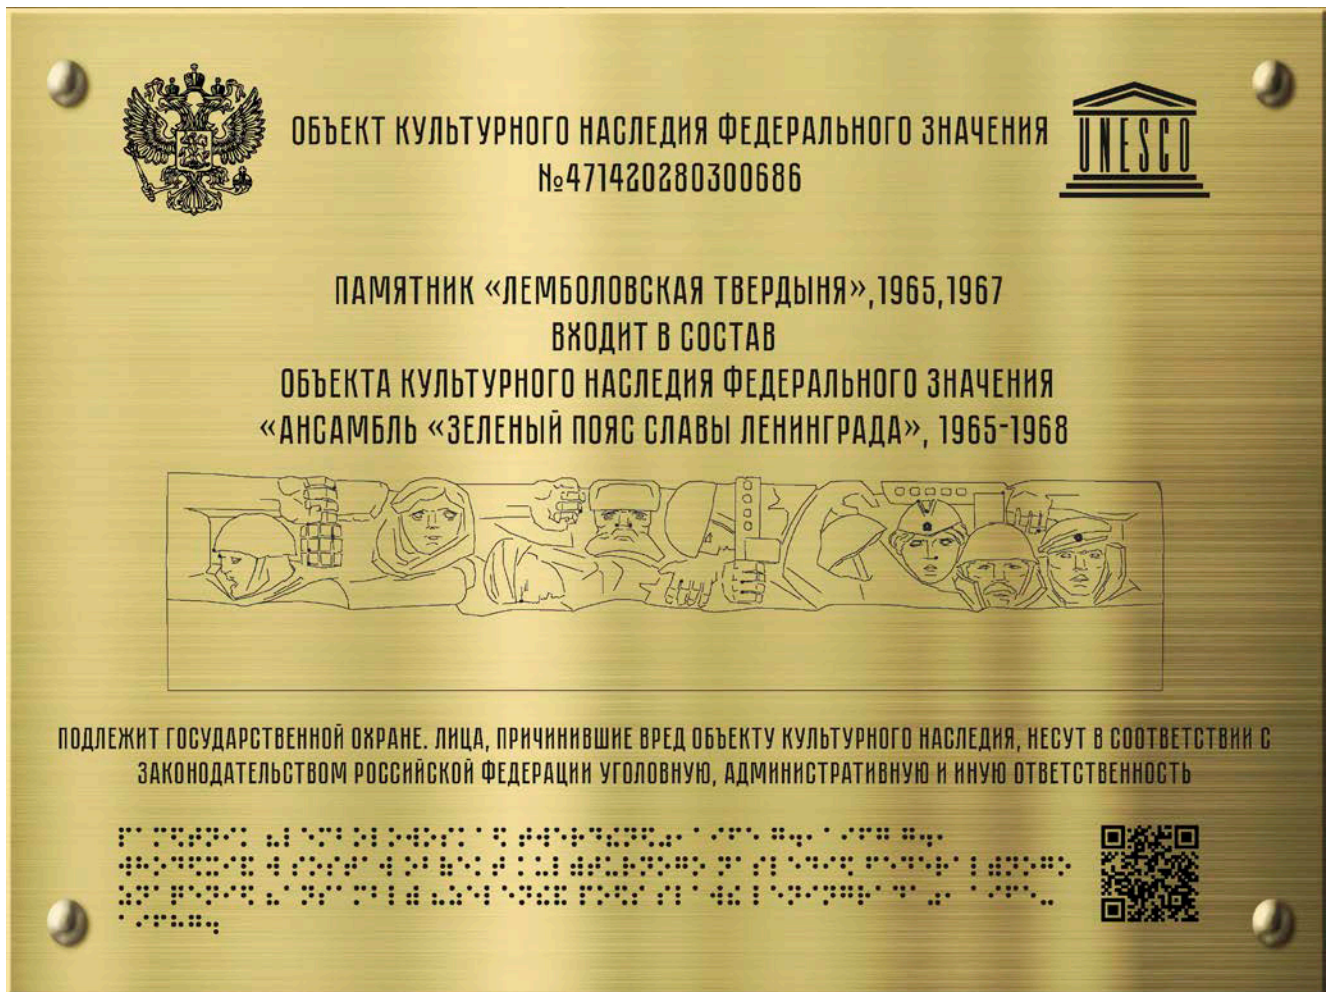 ОБЪЕКТ КУЛЬТУРНОГО НАСЛЕДИЯ ФЕДЕРАЛЬНОГО ЗНАЧЕНИЯ
№471420280300686
UNESCO
ПАМЯТНИК «ЛЕМБОЛОВСКАЯ ТВЕРДЫНЯ»,1965,1967
ВХОДИТ В СОСТАВ
ОБЪЕКТА КУЛЬТУРНОГО НАСЛЕДИЯ ФЕДЕРАЛЬНОГО ЗНАЧЕНИЯ
«АНСАМБЛЬ «ЗЕЛЕНЫЙ ПОЯС СЛАВЫ ЛЕНИНГРАДА», 1965-1968
ПОДЛЕЖИТ ГОСУДАРСТВЕННОЙ ОХРАНЕ. ЛИЦА, ПРИЧИНИВШИЕ ВРЕД ОБЪЕКТУ КУЛЬТУРНОГО НАСЛЕДИЯ, НЕСУТ В СООТВЕТСТВИИ С
ЗАКОНОДАТЕЛЬСТВОМ РОССИЙСКОЙ ФЕДЕРАЦИИ УГОЛОВНУЮ, АДМИНИСТРАТИВНУЮ И ИНУЮ ОТВЕТСТВЕННОСТЬ